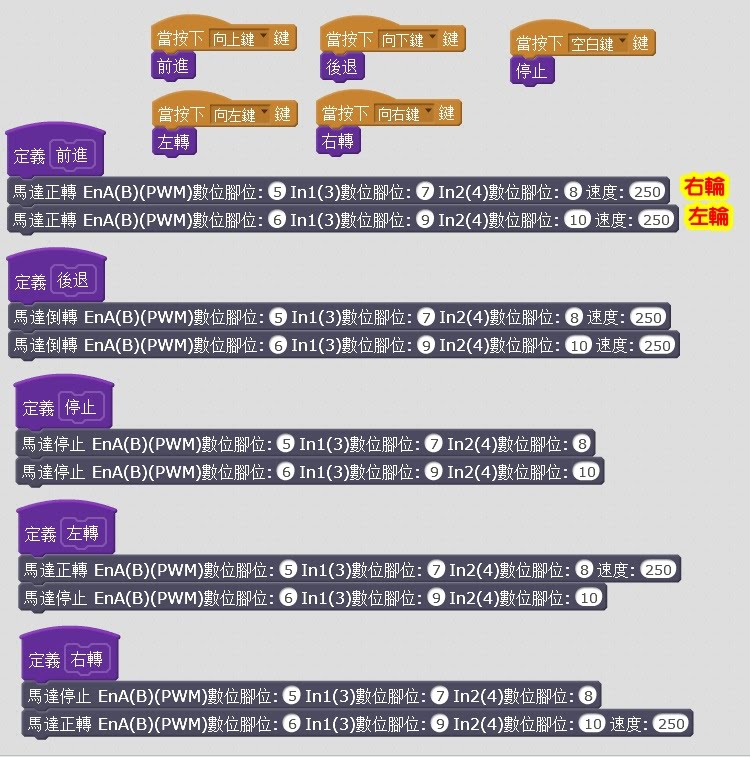 當按下 向上鍵 鍵
前進
當按下 向下鍵 鍵
後退
當按下 空白鍵 鍵
停止
當按下 向左鍵 鍵
左轉
當按下 向右鍵 鍵
右轉
定義 前進
馬達正轉 EnA(B)(PWM)數位腳位: 5 In1(3)數位腳位: 7 In2(4)數位腳位: 8 速度: 250 右輪
馬達正轉 EnA(B)(PWM)數位腳位: 6 In1(3)數位腳位: 9 In2(4)數位腳位: 10 速度: 250 左輪
定義 後退
馬達倒轉 EnA(B)(PWM)數位腳位: 5 In1(3)數位腳位: 7 In2(4)數位腳位: 8 速度: 250
馬達倒轉 EnA(B)(PWM)數位腳位: 6 In1(3)數位腳位: 9 In2(4)數位腳位: 10 速度: 250
定義 停止
馬達停止 EnA(B)(PWM)數位腳位: 5 In1(3)數位腳位: 7 In2(4)數位腳位: 8
馬達停止 EnA(B)(PWM)數位腳位: 6 In1(3)數位腳位: 9 In2(4)數位腳位: 10
定義 左轉
馬達正轉 EnA(B)(PWM)數位腳位: 5 In1(3)數位腳位: 7 In2(4)數位腳位: 8 速度: 250
馬達停止 EnA(B)(PWM)數位腳位: 6 In1(3)數位腳位: 9 In2(4)數位腳位: 10
定義 右轉
馬達停止 EnA(B)(PWM)數位腳位: 5 In1(3)數位腳位: 7 In2(4)數位腳位: 8
馬達正轉 EnA(B)(PWM)數位腳位: 6 In1(3)數位腳位: 9 In2(4)數位腳位: 10 速度: 250